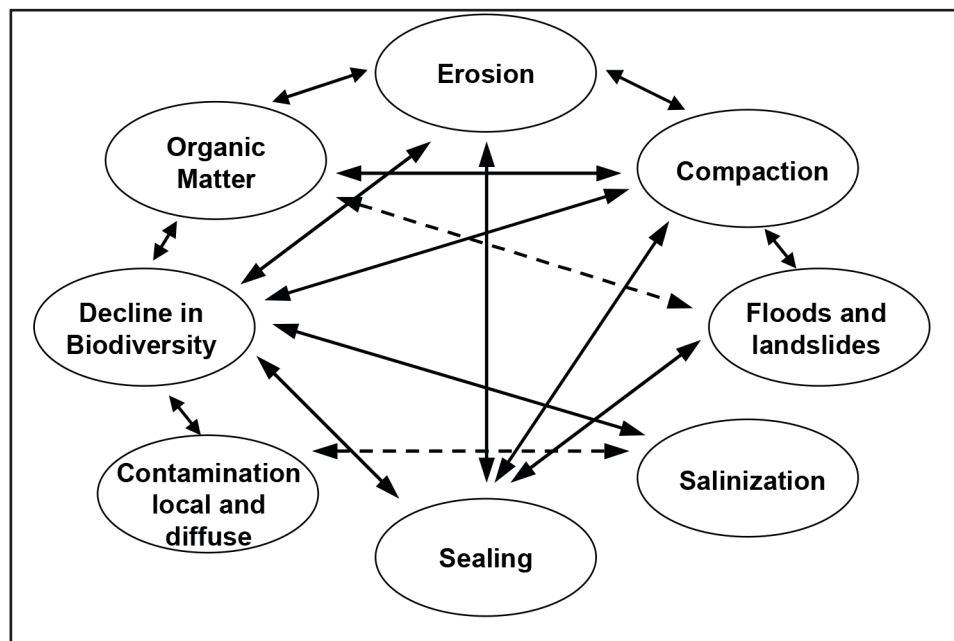 Erosion
Organic
Matter
Compaction
Decline in
Biodiversity
Floods and
landslides
Contamination
local and
diffuse
Salinization
Sealing